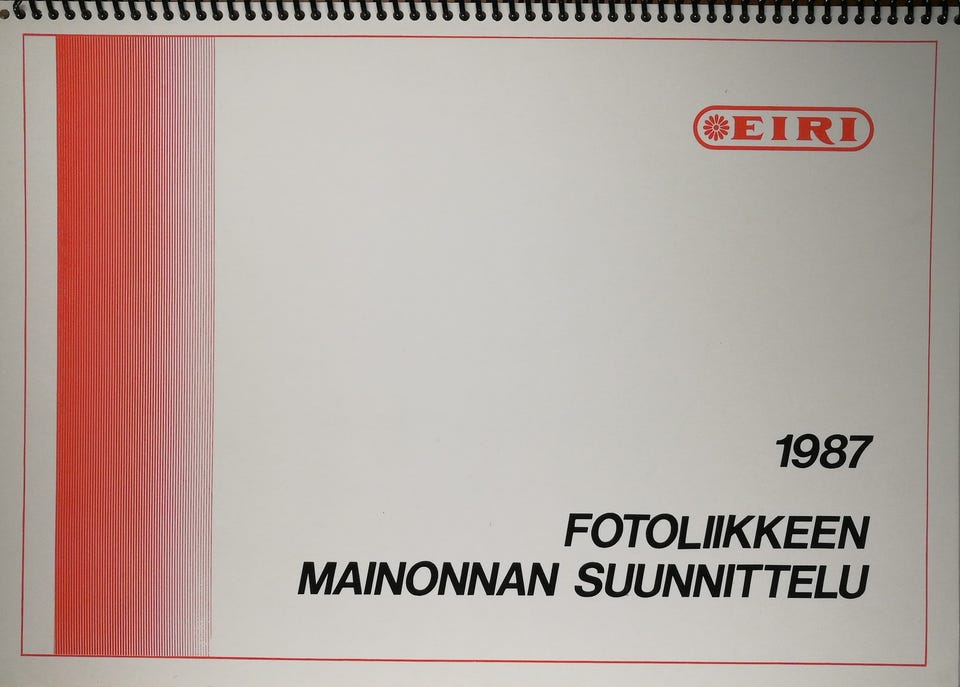 EIRI
1987
FOTOLIIKKEEN
MAINONNAN SUUNNITTELU